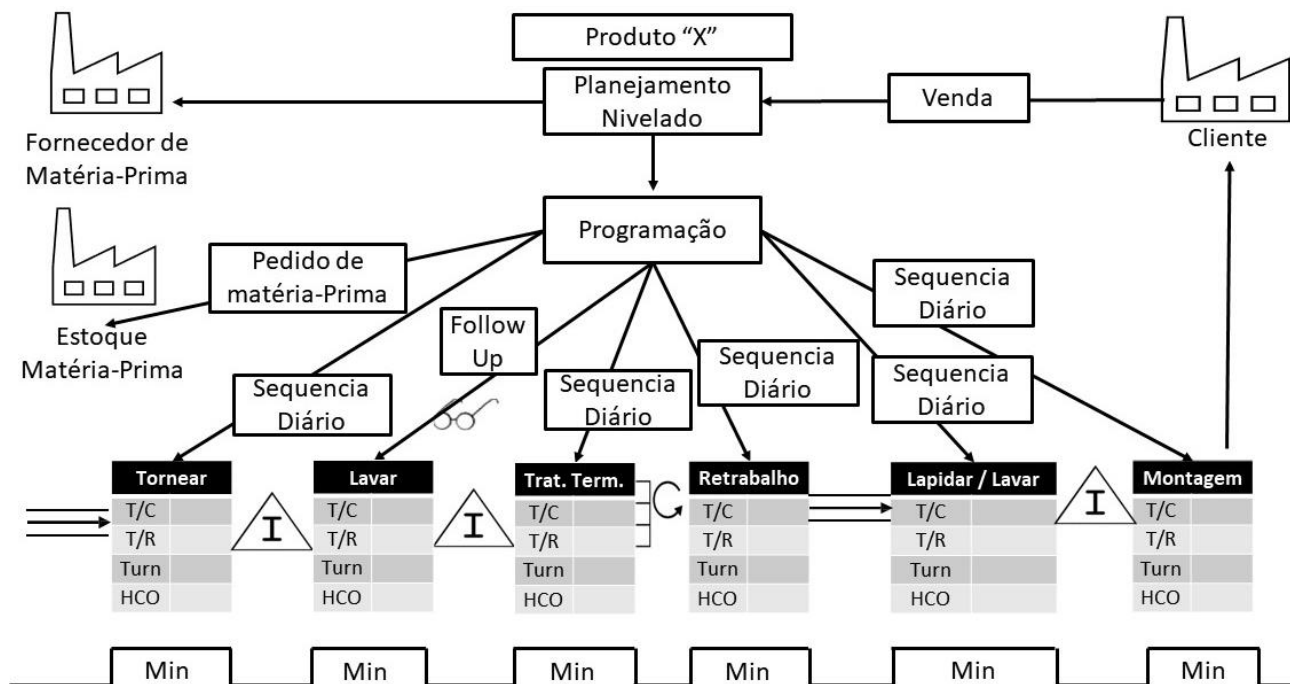 Produto “X”
Planejamento
Nivelado
Venda
Fornecedor de
Matéria-Prima
Cliente
Programação
Pedido de
matéria-Prima
Estoque
Matéria-Prima
Sequencia
Diário
Follow
Up
Sequencia
Diário
Sequencia
Diário
Sequencia
Diário
Sequencia
Diário
Tornear
T/C
T/R
Turn
HCO
I
Lavar
T/C
T/R
Turn
HCO
I
Trat. Term.
T/C
T/R
Turn
HCO
Retrabalho
T/C
T/R
Turn
HCO
Lapidar / Lavar
T/C
T/R
Turn
HCO
I
Montagem
T/C
T/R
Turn
HCO
Min
Min
Min
Min
Min
Min